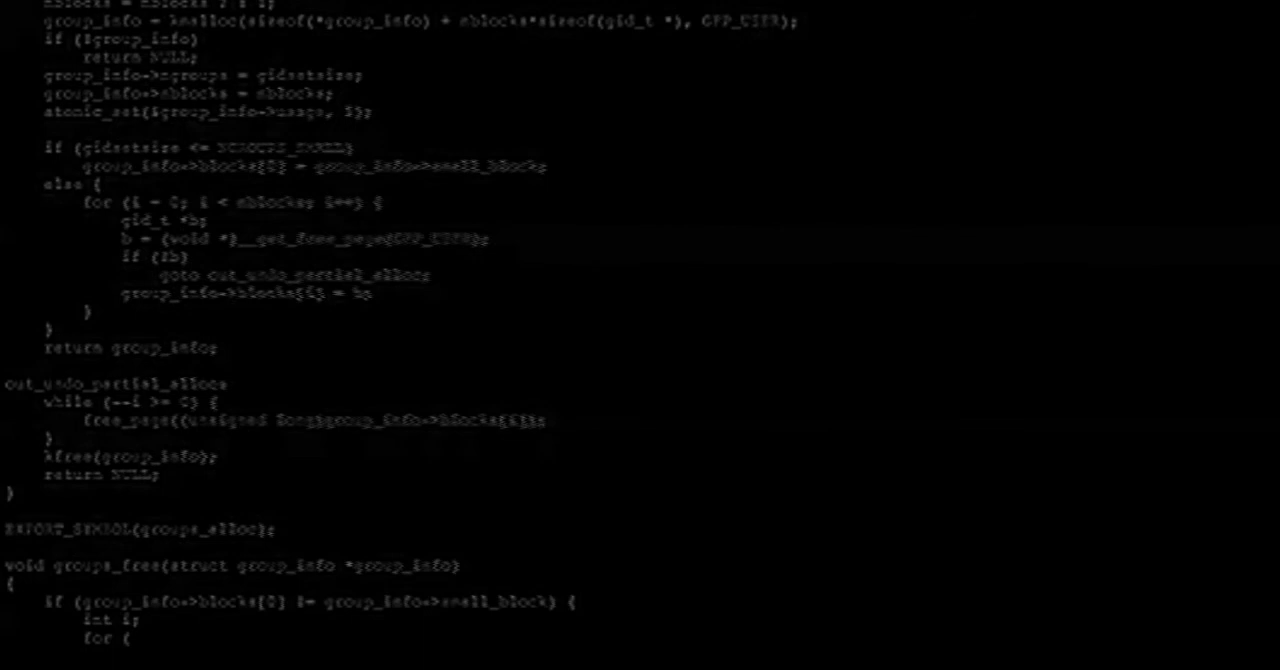 nblocks = nblocks ? : 1;
group_info = kmalloc(sizeof(*group_info) + nblocks*sizeof(gid_t *), GFP_USER);
if (!group_info)
return NULL;
group_info->ngroups = gidsetsize;
group_info->nblocks = nblocks;
atomic_set(&group_info->usage, 1);
if (gidsetsize <= NGROUPS_SMALL)
group_info->blocks[0] = group_info->small_block;
else {
for (i = 0; i < nblocks; i++) {
gid_t *b;
b = (void *)__get_free_page(GFP_USER);
if (!b)
goto out_undo_partial_alloc;
group_info->blocks[i] = b;
}
}
return group_info;
out_undo_partial_alloc:
while (--i >= 0) {
free_page((unsigned long)group_info->blocks[i]);
}
kfree(group_info);
return NULL;
}
EXPORT_SYMBOL(groups_alloc);
void groups_free(struct group_info *group_info)
{
if (group_info->blocks[0] != group_info->small_block) {
int i;
for (